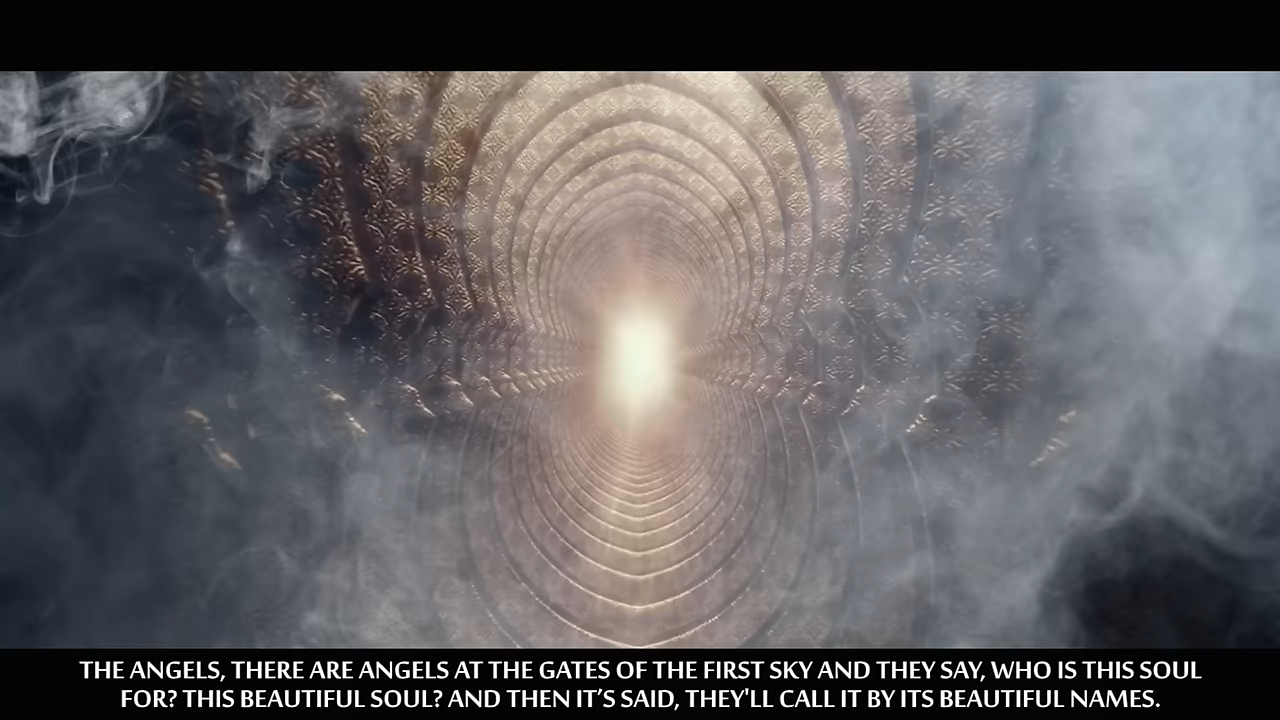 THE ANGELS, THERE ARE ANGELS AT THE GATES OF THE FIRST SKY AND THEY SAY, WHO IS THIS SOUL
FOR? THIS BEAUTIFUL SOUL? AND THEN IT’S SAID, THEY'LL CALL IT BY ITS BEAUTIFUL NAMES.